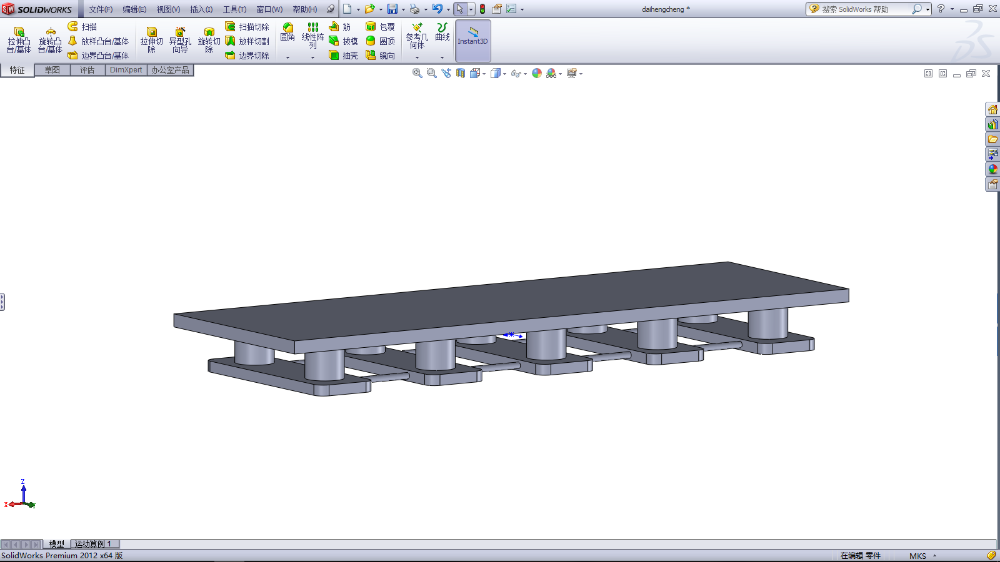 SW SOLIDWORKS 文件(F) 编辑(E) 视图(V) 插入(I) 工具(T) 窗口(W) 帮助(H) daihengcheng * 搜索 SolidWorks 帮助
拉伸凸台/基体
旋转凸台/基体
扫描
放样凸台/基体
边界凸台/基体
拉伸切除
异型孔向导
旋转切除
扫描切除
放样切割
边界切除
圆角
线性阵列
筋
拔模
抽壳
包覆
圆顶
镜向
参考几何体
曲线
Instant3D
特征 草图 评估 DimXpert 办公室产品
Z
X
Y
模型 运动算例 1
SolidWorks Premium 2012 x64 版 在编辑 零件 MKS